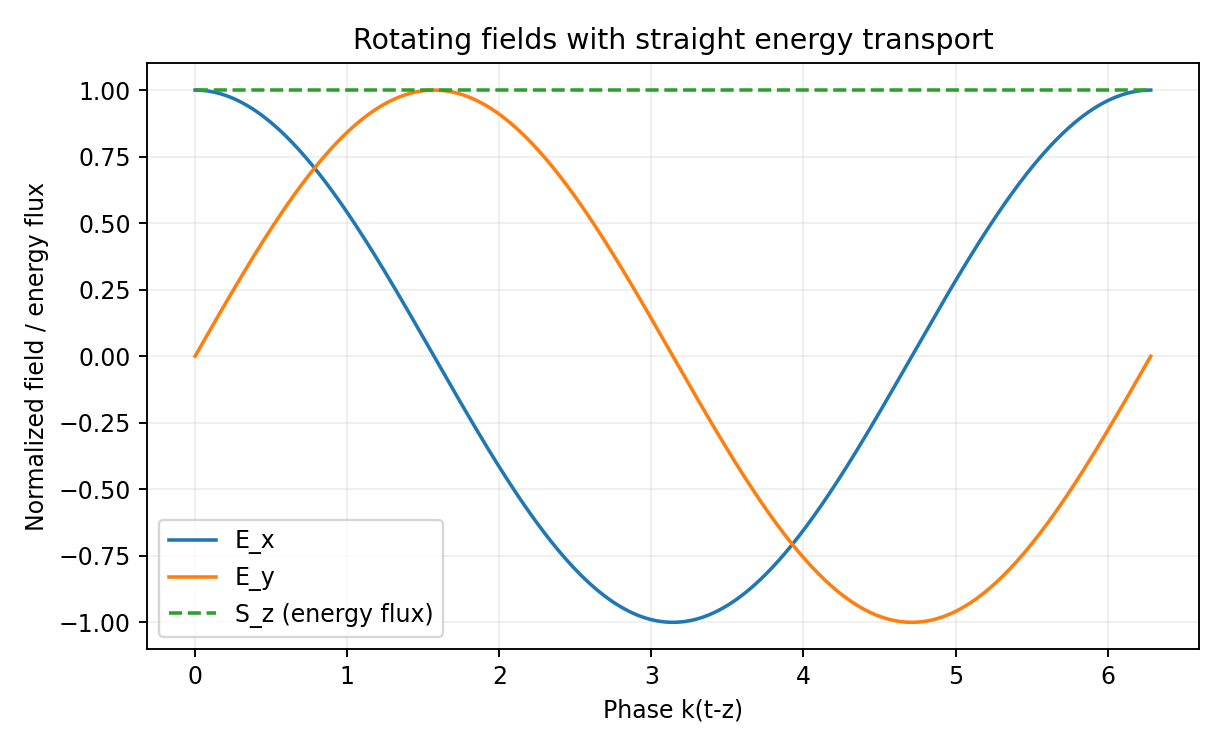 Rotating fields with straight energy transport
Normalized field / energy flux
1.00
0.75
0.50
0.25
0.00
−0.25
−0.50
−0.75
−1.00
E_x
E_y
S_z (energy flux)
0 1 2 3 4 5 6
Phase k(t-z)